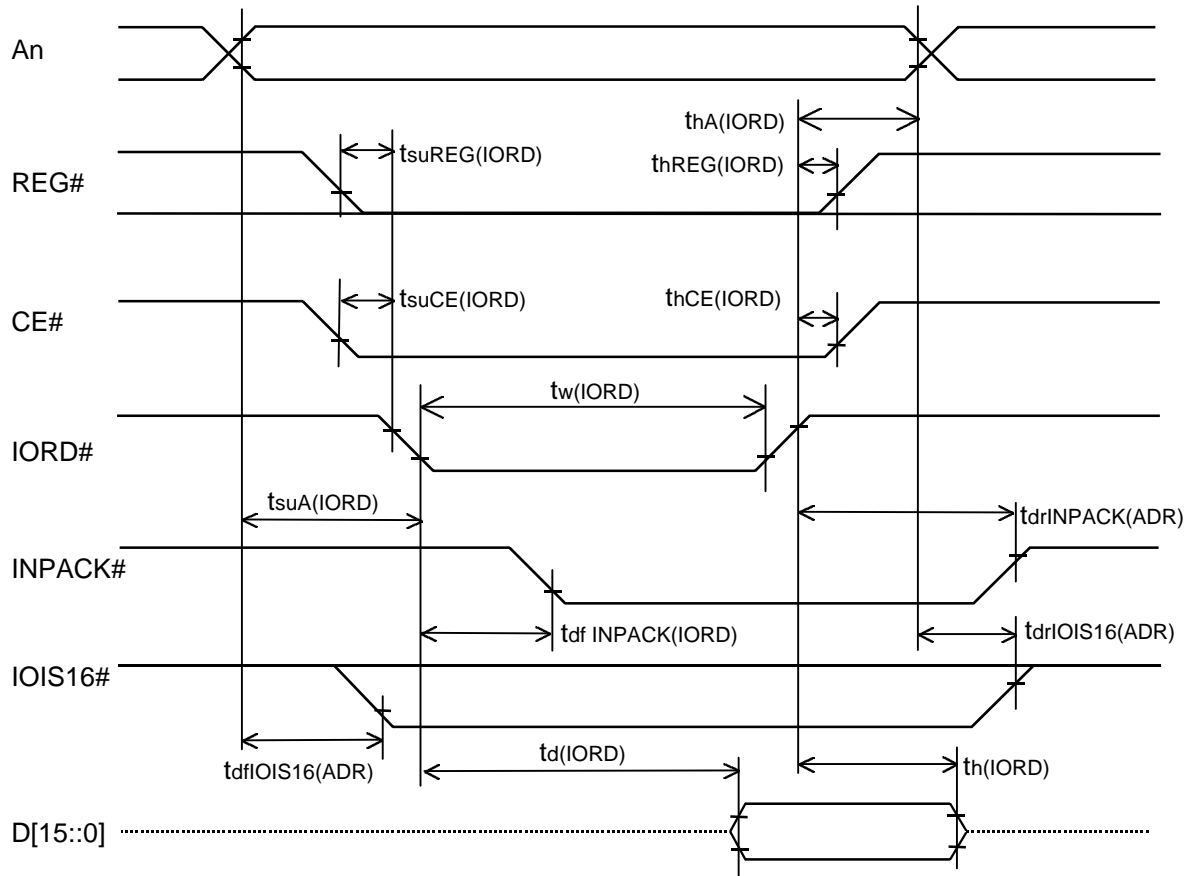 An
thA(IORD)
tsuREG(IORD)
thREG(IORD)
REG#
tsuCE(IORD)
thCE(IORD)
CE#
tw(IORD)
IORD#
tsuA(IORD)
tdrINPACK(ADR)
INPACK#
tdf INPACK(IORD)
tdrIOIS16(ADR)
IOIS16#
td(IORD)
tdfIOIS16(ADR)
th(IORD)
D[15::0]